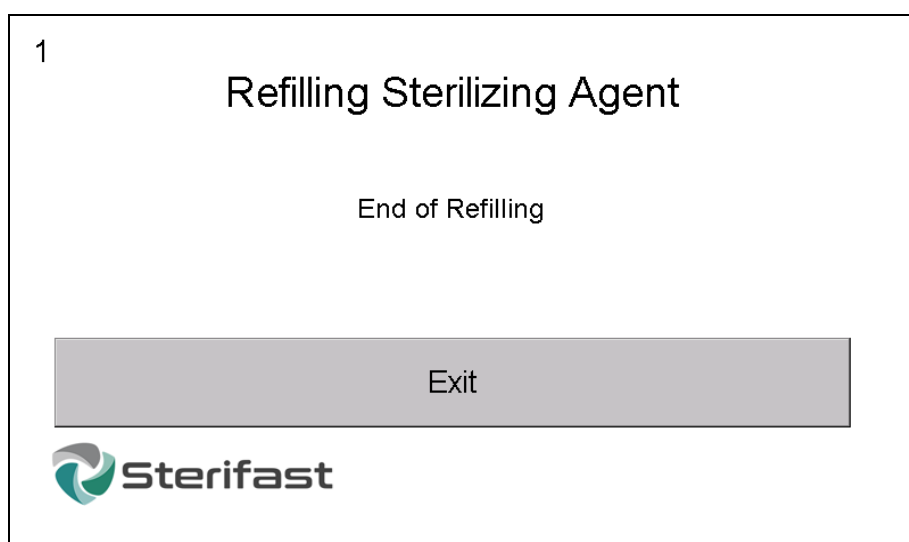 1
Refilling Sterilizing Agent
End of Refilling
Exit
Sterifast